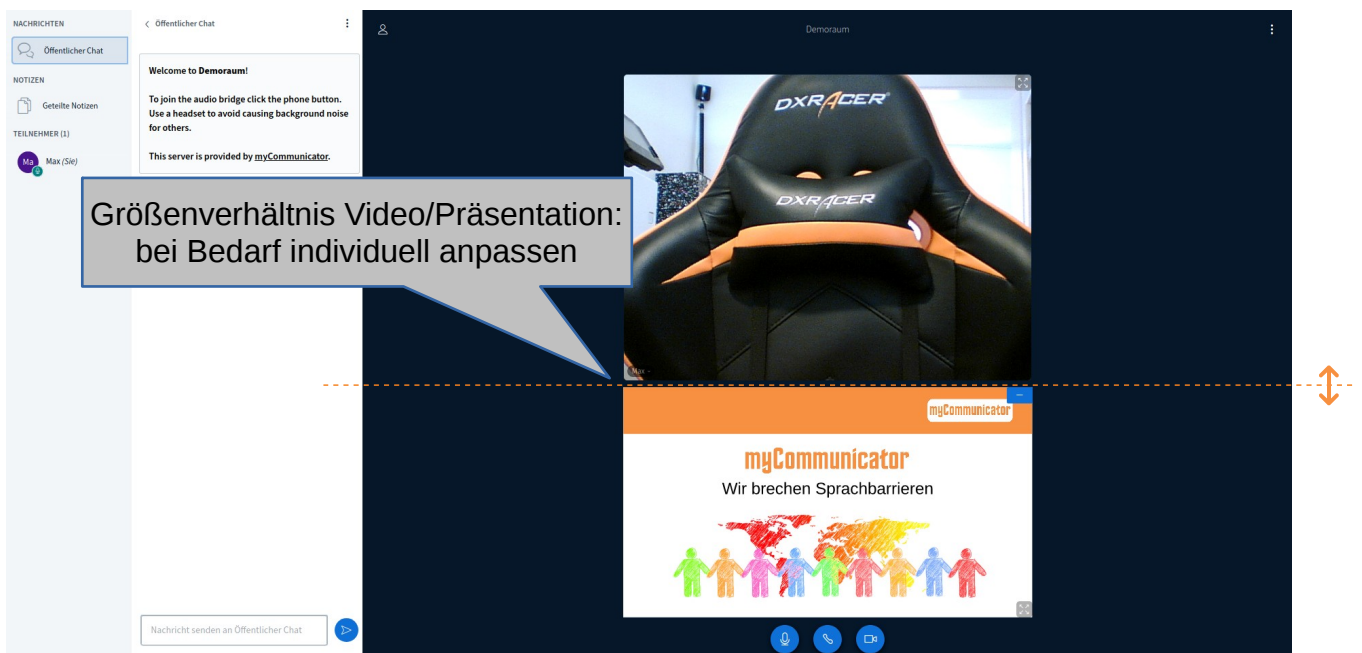 NACHRICHTEN
Öffentlicher Chat
NOTIZEN
Geteilte Notizen
TEILNEHMER (1)
Ma
Max (Sie)
Öffentlicher Chat
Welcome to Demoraum!
To join the audio bridge click the phone button.
Use a headset to avoid causing background noise
for others.
This server is provided by myCommunicator.
Größenverhältnis Video/Präsentation:
bei Bedarf individuell anpassen
Nachricht senden an Öffentlicher Chat
Demoraum
DXRACER
DXRACER
Max
myCommunicator
myCommunicator
Wir brechen Sprachbarrieren